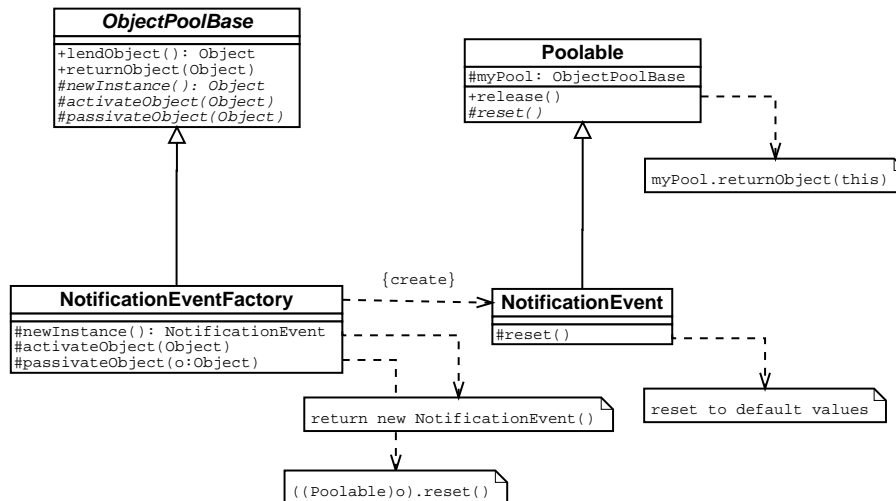 ObjectPoolBase
+lendObject(): Object
+returnObject(Object)
#newInstance(): Object
#activateObject(Object)
#passivateObject(Object)
Poolable
#myPool: ObjectPoolBase
+release()
#reset()
myPool.returnObject(this)
{create}
NotificationEventFactory
#newInstance(): NotificationEvent
#activateObject(Object)
#passivateObject(o:Object)
NotificationEvent
#reset()
return new NotificationEvent()
reset to default values
((Poolable)o).reset()